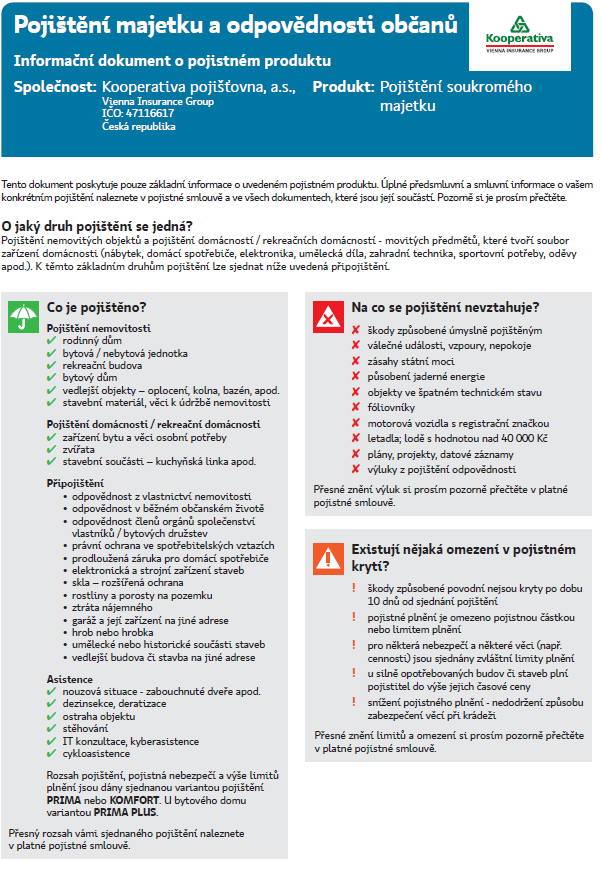 Pojištění majetku a odpovědnosti občanů
Kooperativa
VIENNA INSURANCE GROUP
Informační dokument o pojistném produktu
Společnost: Kooperativa pojišťovna, a.s.,
Vienna Insurance Group
IČO: 47116617
Česká republika
Produkt: Pojištění soukromého
majetku
Tento dokument poskytuje pouze základní informace o uvedeném pojistném produktu. Úplné předsmluvní a smluvní informace o vašem
konkrétním pojištění naleznete v pojistné smlouvě a ve všech dokumentech, které jsou její součástí. Pozorně si je prosím přečtěte.
O jaký druh pojištění se jedná?
Pojištění nemovitých objektů a pojištění domácností / rekreačních domácností - movitých předmětů, které tvoří soubor
zařízení domácnosti (nábytek, domácí spotřebiče, elektronika, umělecká díla, zahradní technika, sportovní potřeby, oděvy
apod.). K těmto základním druhům pojištění lze sjednat níže uvedená připojištění.
Co je pojištěno?
Pojištění nemovitosti
✔ rodinný dům
✔ bytová / nebytová jednotka
✔ rekreační budova
✔ bytový dům
✔ vedlejší objekty – oplocení, kolna, bazén, apod.
✔ stavební materiál, věci k údržbě nemovitosti
Pojištění domácnosti / rekreační domácnosti
✔ zařízení bytu a věci osobní potřeby
✔ zvířata
✔ stavební součásti – kuchyňská linka apod.
Připojištění
• odpovědnost z vlastnictví nemovitosti
• odpovědnost v běžném občanském životě
• odpovědnost členů orgánů společenství
vlastníků / bytových družstev
• právní ochrana ve spotřebitelských vztazích
• prodloužená záruka pro domácí spotřebiče
• elektronická a strojní zařízení staveb
• skla – rozšířená ochrana
• rostliny a porosty na pozemku
• ztráta nájemného
• garáž a její zařízení na jiné adrese
• hrob nebo hrobka
• umělecké nebo historické součásti staveb
• vedlejší budova či stavba na jiné adrese
Asistence
✔ nouzová situace - zabouchnuté dveře apod.
✔ dezinsekce, deratizace
✔ ostraha objektu
✔ stěhování
✔ IT konzultace, kyberasistence
✔ cykloasistence
Rozsah pojištění, pojistná nebezpečí a výše limitů
plnění jsou dány sjednanou variantou pojištění
PRIMA nebo KOMFORT. U bytového domu
variantou PRIMA PLUS.
Přesný rozsah vámi sjednaného pojištění naleznete
v platné pojistné smlouvě.
Na co se pojištění nevztahuje?
✘ škody způsobené úmyslně pojištěným
✘ válečné události, vzpoury, nepokoje
✘ zásahy státní moci
✘ působení jaderné energie
✘ objekty ve špatném technickém stavu
✘ fóliovníky
✘ motorová vozidla s registrační značkou
✘ letadla; lodě s hodnotou nad 40 000 Kč
✘ plány, projekty, datové záznamy
✘ výluky z pojištění odpovědnosti
Přesné znění výluk si prosím pozorně přečtěte v platné
pojistné smlouvě.
Existují nějaká omezení v pojistném
krytí?
! škody způsobené povodní nejsou kryty po dobu
10 dnů od sjednání pojištění
! pojistné plnění je omezeno pojistnou částkou
nebo limitem plnění
! pro některá nebezpečí a některé věci (např.
cennosti) jsou sjednány zvláštní limity plnění
! u silně opotřebovaných budov či staveb plní
pojistitel do výše jejich časové ceny
! snížení pojistného plnění - nedodržení způsobu
zabezpečení věcí při krádeži
Přesné znění limitů a omezení si prosím pozorně přečtěte
v platné pojistné smlouvě.